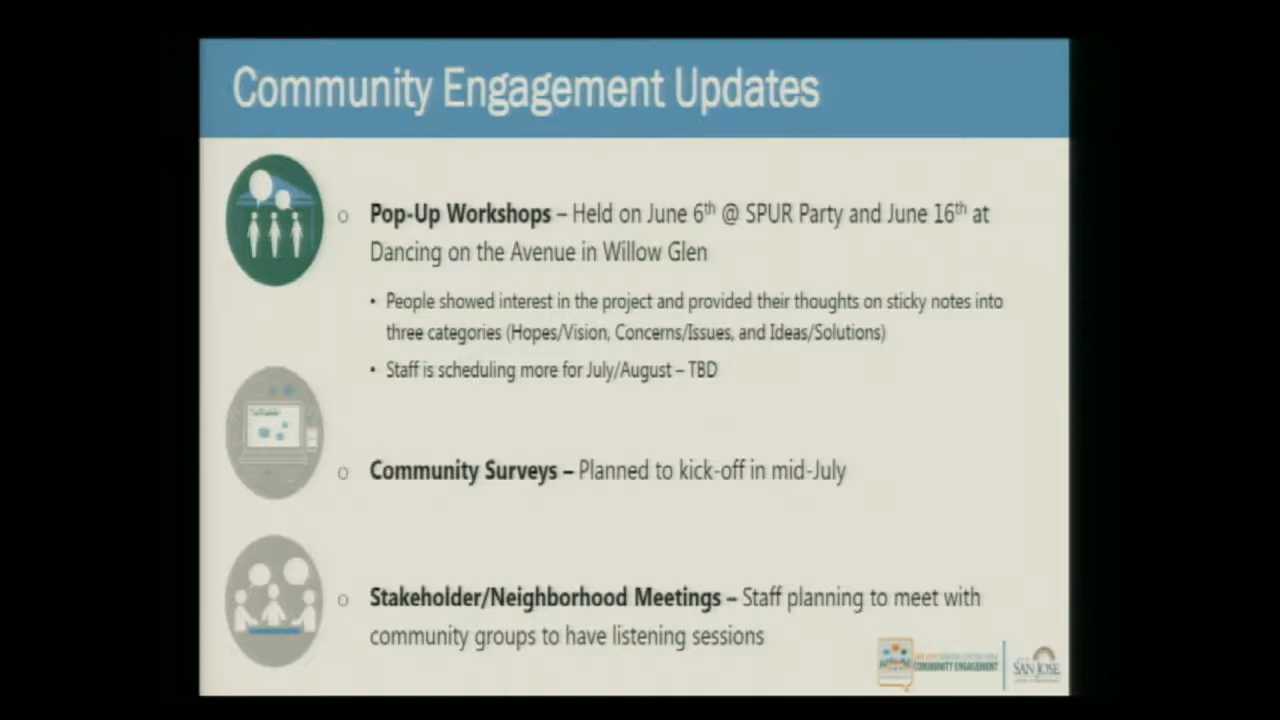 Community Engagement Updates
o Pop-Up Workshops – Held on June 6th @ SPUR Party and June 16th at
Dancing on the Avenue in Willow Glen
• People showed interest in the project and provided their thoughts on sticky notes into
three categories (Hopes/Vision, Concerns/Issues, and Ideas/Solutions)
• Staff is scheduling more for July/August – TBD
o Community Surveys – Planned to kick-off in mid-July
o Stakeholder/Neighborhood Meetings – Staff planning to meet with
community groups to have listening sessions
COMMUNITY ENGAGEMENT
SAN JOSE